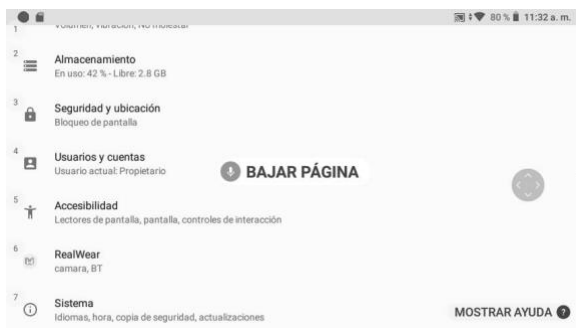 80 % 11:32 a. m.
1
Volumen, vibración, No molestar
2
Almacenamiento
En uso: 42 % - Libre: 2.8 GB
3
Seguridad y ubicación
Bloqueo de pantalla
4
Usuarios y cuentas
Usuario actual: Propietario
BAJAR PÁGINA
5
Accesibilidad
Lectores de pantalla, pantalla, controles de interacción
6
RealWear
camara, BT
7
Sistema
Idiomas, hora, copia de seguridad, actualizaciones
MOSTRAR AYUDA ?